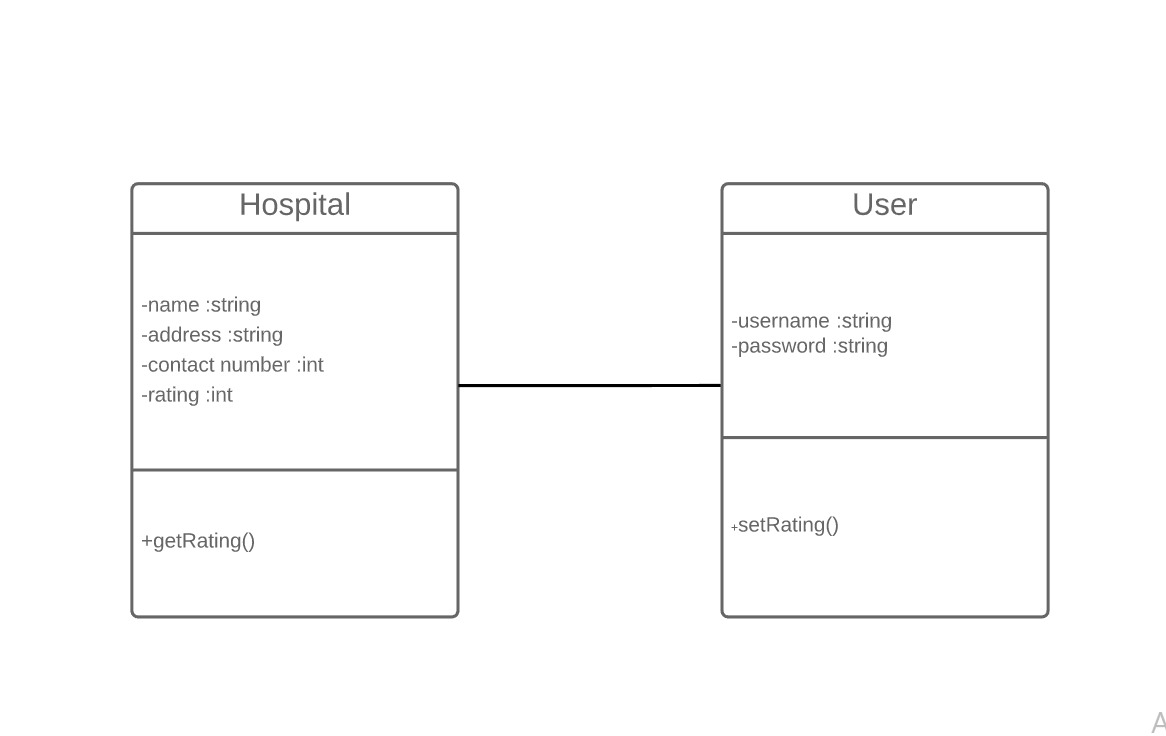 Hospital
-name :string
-address :string
-contact number :int
-rating :int
+getRating()
User
-username :string
-password :string
+setRating()
A